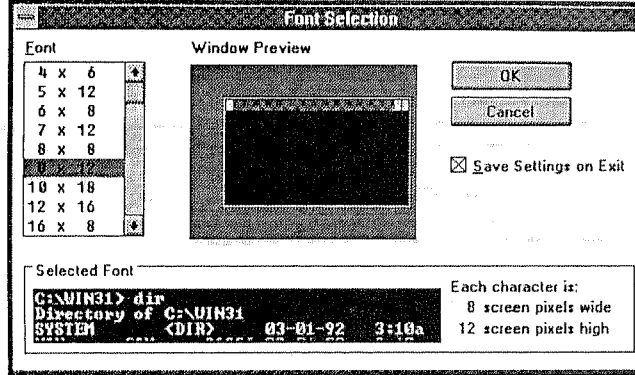 Font Selection
Font
Window Preview
4 x 6
5 x 12
6 x 8
7 x 12
8 x 8
8 x 12
10 x 18
12 x 16
16 x 8
OK
Cancel
Save Settings on Exit
Selected Font
C:\WIN31> dir
Directory of C:\WIN31
SYSTEM <DIR> 03-01-92 3:10a
Each character is:
8 screen pixels wide
12 screen pixels high